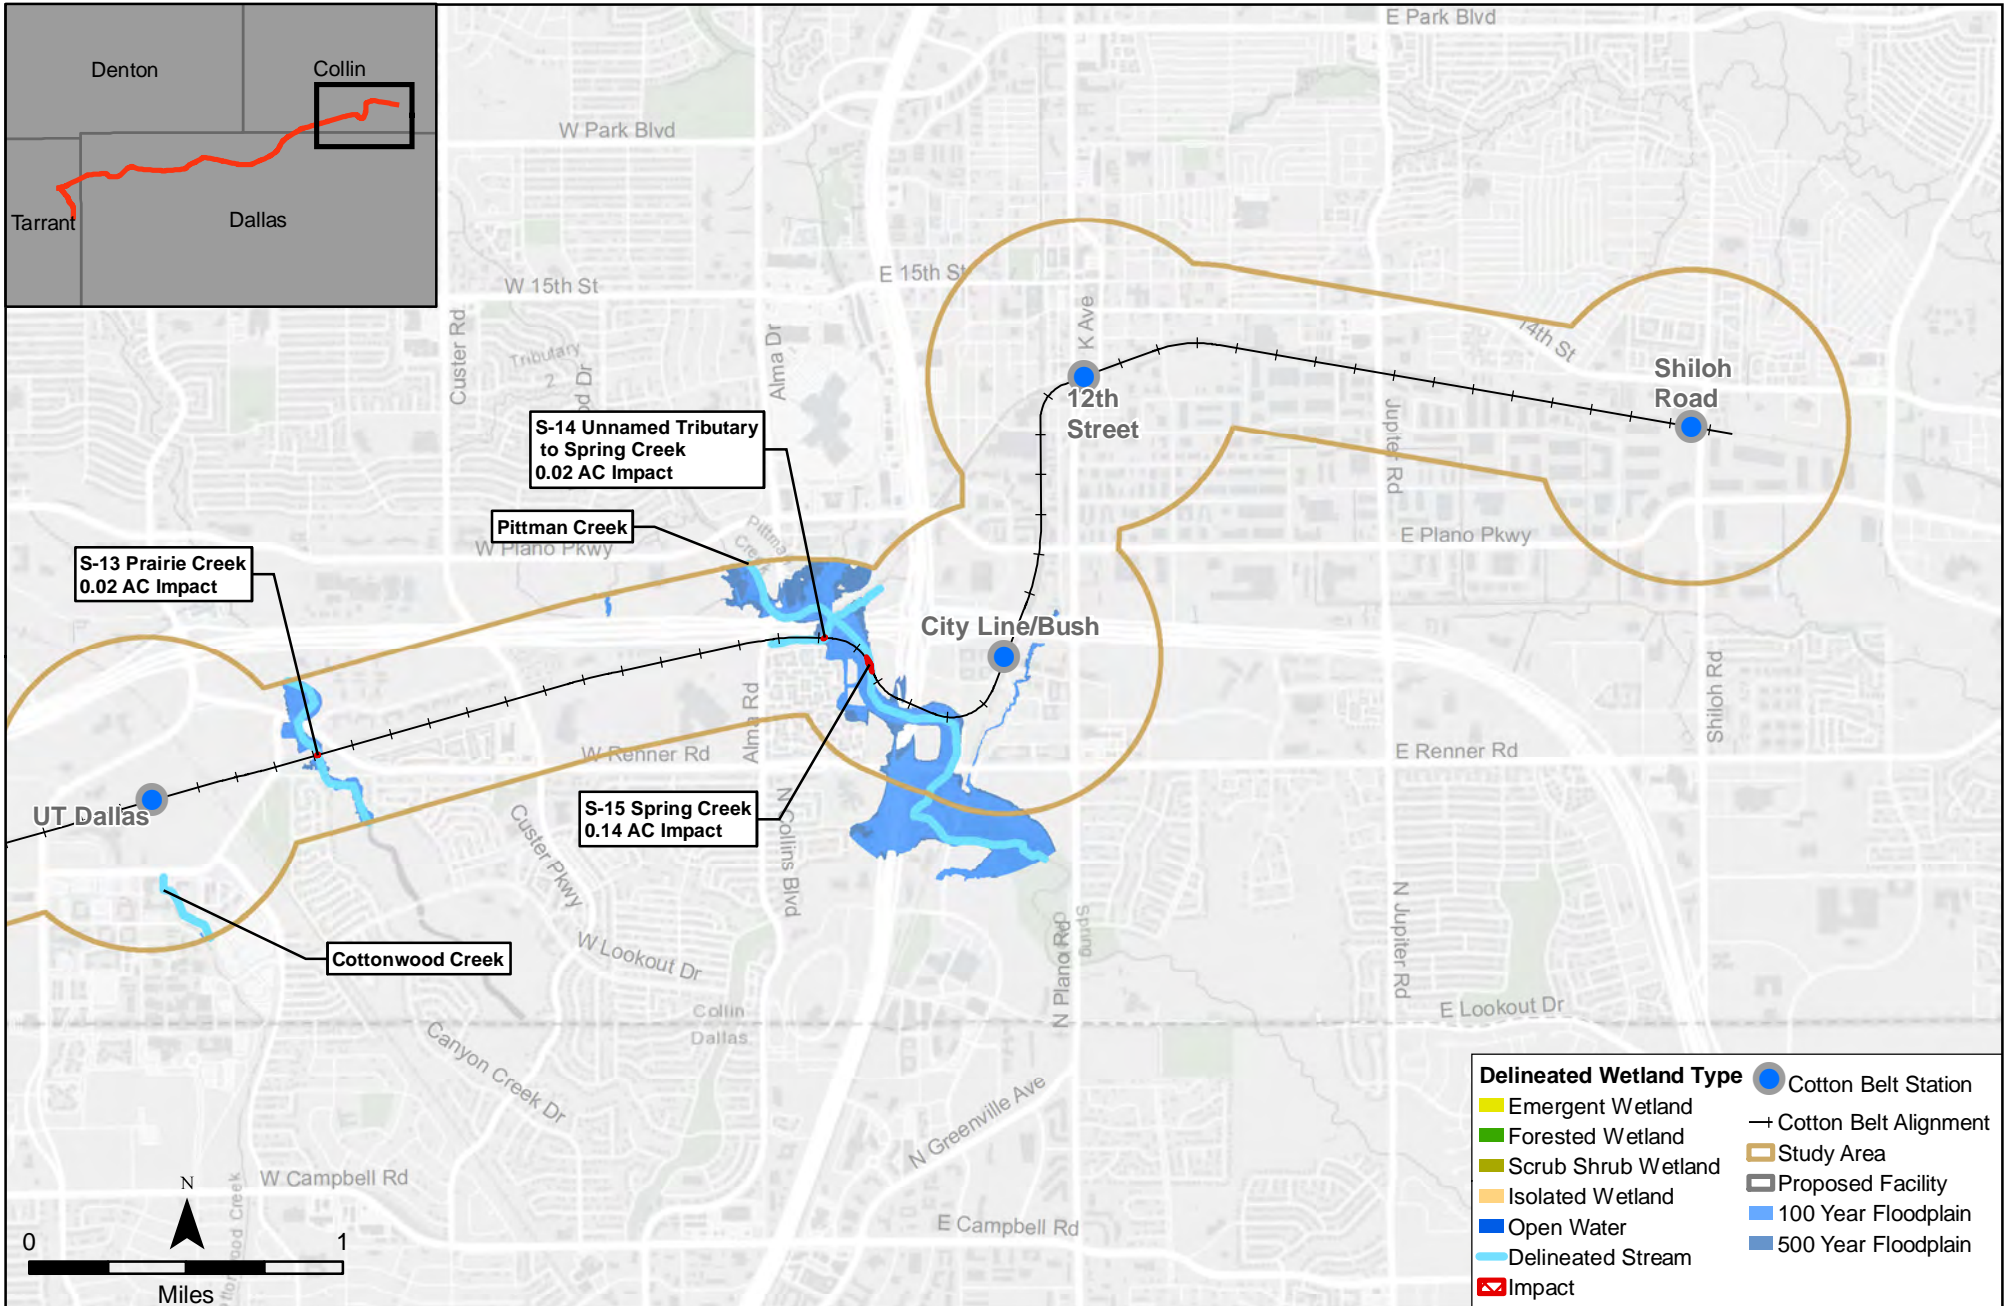 Denton
Collin
Tarrant
Dallas
E Park Blvd
W Park Blvd
W 15th St
E 15th St
K Ave
14th St
Custer Rd
Alma Dr
Tributary
2
od Dr
Shiloh
Road
12th
Street
Jupiter Rd
S-14 Unnamed Tributary
to Spring Creek
0.02 AC Impact
Pittman Creek
W Plano Pkwy
E Plano Pkwy
S-13 Prairie Creek
0.02 AC Impact
City Line/Bush
Shiloh Rd
Alma Rd
W Renner Rd
E Renner Rd
UT Dallas
S-15 Spring Creek
0.14 AC Impact
N Collins Blvd
Custer Pkwy
Cottonwood Creek
W Lookout Dr
N Plano Rd
Spring
N Jupiter Rd
E Lookout Dr
Collin
Dallas
Canyon Creek Dr
N Greenville Ave
W Campbell Rd
E Campbell Rd
N
0 1
Miles
Delineated Wetland Type
Emergent Wetland
Forested Wetland
Scrub Shrub Wetland
Isolated Wetland
Open Water
Delineated Stream
Impact
Cotton Belt Station
Cotton Belt Alignment
Study Area
Proposed Facility
100 Year Floodplain
500 Year Floodplain